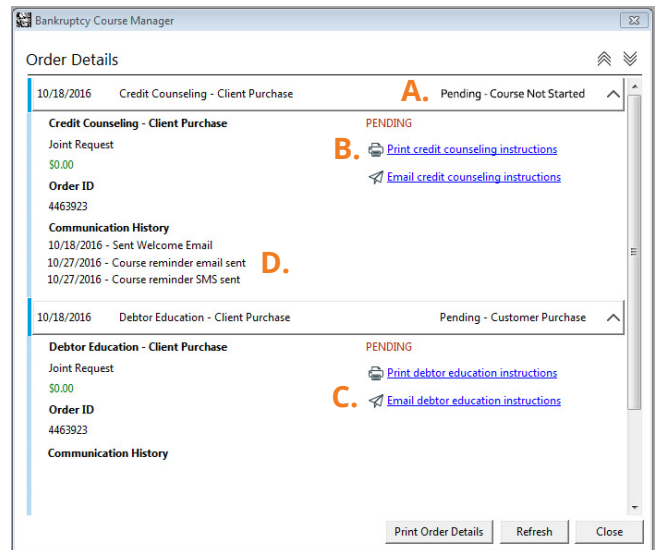 Bankruptcy Course Manager
Order Details
10/18/2016 Credit Counseling - Client Purchase A. Pending - Course Not Started
Credit Counseling - Client Purchase PENDING
Joint Request B. Print credit counseling instructions
$0.00 Email credit counseling instructions
Order ID
4463923
Communication History
10/18/2016 - Sent Welcome Email
10/27/2016 - Course reminder email sent D.
10/27/2016 - Course reminder SMS sent
10/18/2016 Debtor Education - Client Purchase Pending - Customer Purchase
Debtor Education - Client Purchase PENDING
Joint Request Print debtor education instructions
$0.00 C. Email debtor education instructions
Order ID
4463923
Communication History
Print Order Details Refresh Close